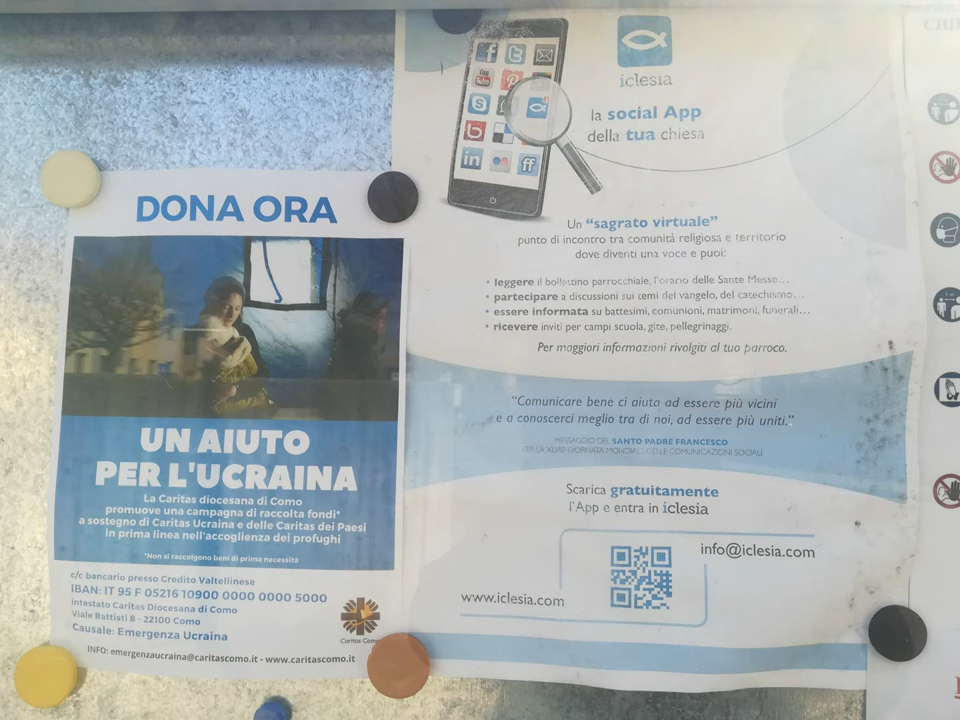 DONA ORA
UN AIUTO
PER L'UCRAINA
La Caritas diocesana di Como
promuove una campagna di raccolta fondi*
a sostegno di Caritas Ucraina e delle Caritas dei Paesi
in prima linea nell'accoglienza dei profughi
*Non si raccolgono beni di prima necessità
c/c bancario presso Credito Valtellinese
IBAN: IT 95 F 05216 10900 0000 0000 5000
intestato Caritas Diocesana di Como
Viale Battisti 8 - 22100 Como
Causale: Emergenza Ucraina
Caritas Como
INFO: emergenzaucraina@caritascomo.it - www.caritascomo.it
You
Tube
in
ff
iclesia
la social App
della tua chiesa
Un "sagrato virtuale"
punto di incontro tra comunità religiosa e territorio
dove diventi una voce e puoi:
• leggere il bollettino parrocchiale, l'orario delle Sante Messe...
• partecipare a discussioni sui temi del vangelo, del catechismo...
• essere informata su battesimi, comunioni, matrimoni, funerali...
• ricevere inviti per campi scuola, gite, pellegrinaggi.
Per maggiori informazioni rivolgiti al tuo parroco.
"Comunicare bene ci aiuta ad essere più vicini
e a conoscerci meglio tra di noi, ad essere più uniti."
MESSAGGIO DEL SANTO PADRE FRANCESCO
PER LA XLVIII GIORNATA MONDIALE DELLE COMUNICAZIONI SOCIALI
Scarica gratuitamente
l'App e entra in iclesia
info@iclesia.com
www.iclesia.com